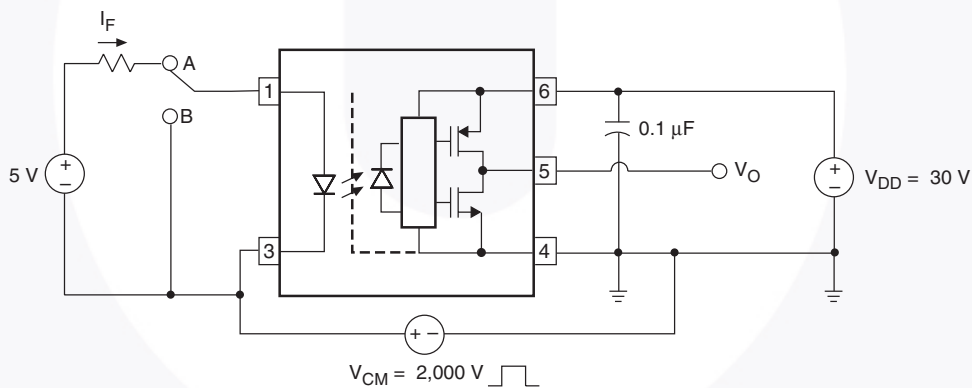 I_F
A
B
1
3
6
5
4
5 V
+
−
0.1 μF
V_O
+
−
V_DD = 30 V
+ −
V_CM = 2,000 V